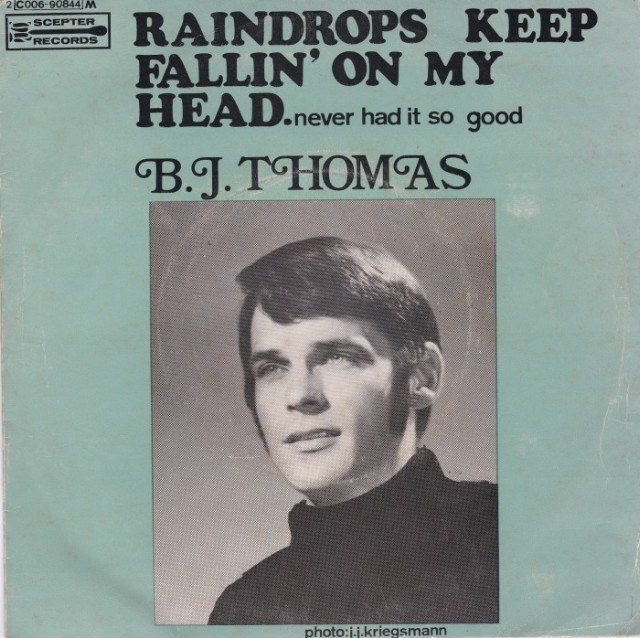 2C006-90844 M
SCEPTER
RECORDS
RAINDROPS KEEP
FALLIN' ON MY
HEAD. never had it so good
B.J. THOMAS
photo:j.j.kriegsmann